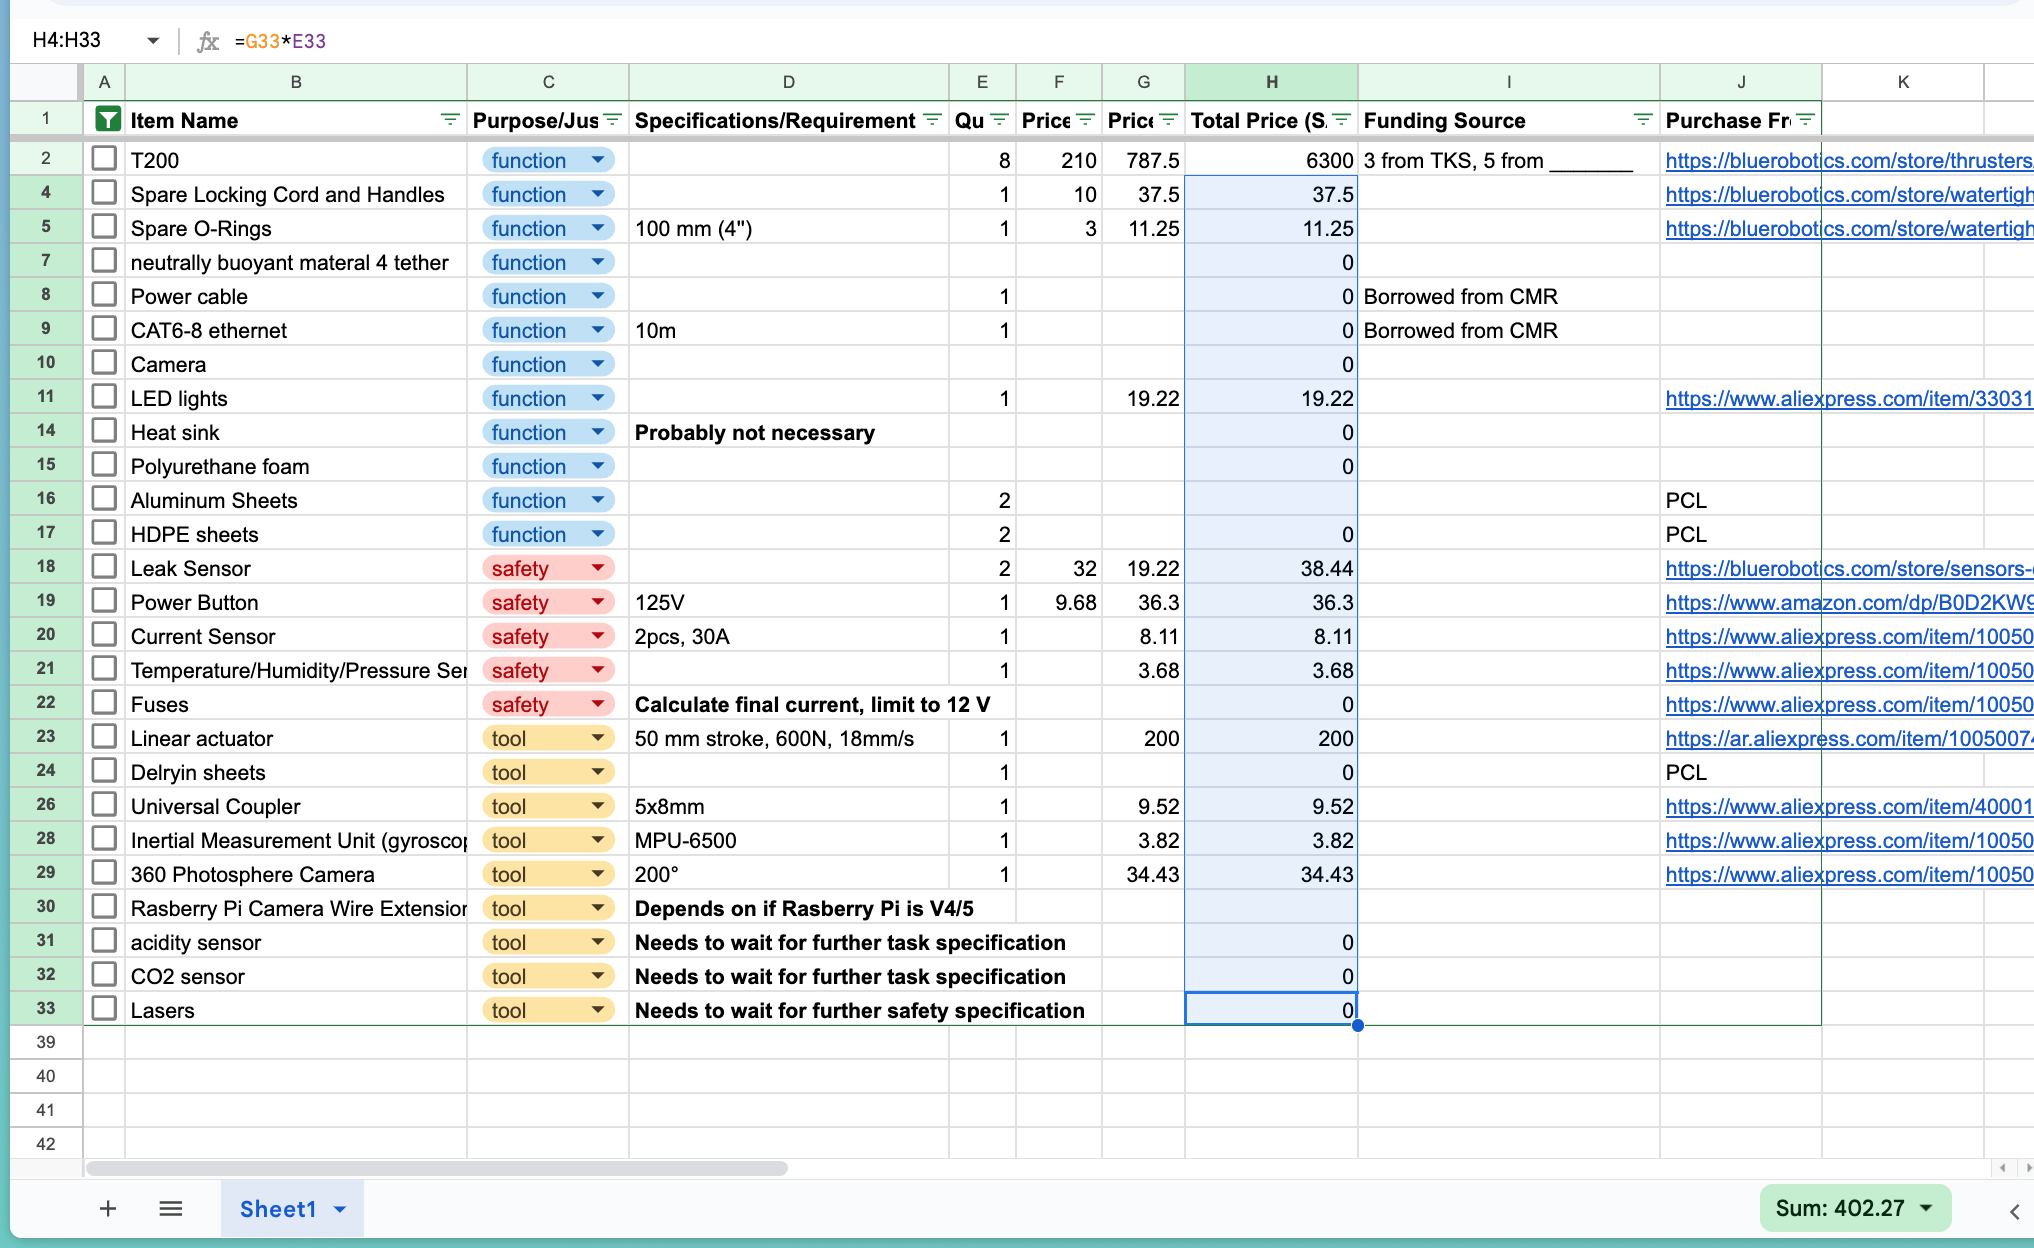 H4:H33 fx =G33*E33
A B C D E F G H I J K
1 Item Name Purpose/Jus Specifications/Requirement Qu Price Price Total Price (S. Funding Source Purchase Fr
2 T200 function 8 210 787.5 6300 3 from TKS, 5 from _______ https://bluerobotics.com/store/thrusters
4 Spare Locking Cord and Handles function 1 10 37.5 37.5 https://bluerobotics.com/store/watertigh
5 Spare O-Rings function 100 mm (4") 1 3 11.25 11.25 https://bluerobotics.com/store/watertigh
7 neutrally buoyant materal 4 tether function 0
8 Power cable function 1 0 Borrowed from CMR
9 CAT6-8 ethernet function 10m 1 0 Borrowed from CMR
10 Camera function 0
11 LED lights function 1 19.22 19.22 https://www.aliexpress.com/item/33031
14 Heat sink function Probably not necessary 0
15 Polyurethane foam function 0
16 Aluminum Sheets function 2 PCL
17 HDPE sheets function 2 0 PCL
18 Leak Sensor safety 2 32 19.22 38.44 https://bluerobotics.com/store/sensors-
19 Power Button safety 125V 1 9.68 36.3 36.3 https://www.amazon.com/dp/B0D2KW9
20 Current Sensor safety 2pcs, 30A 1 8.11 8.11 https://www.aliexpress.com/item/10050
21 Temperature/Humidity/Pressure Ser safety 1 3.68 3.68 https://www.aliexpress.com/item/10050
22 Fuses safety Calculate final current, limit to 12 V 0 https://www.aliexpress.com/item/10050
23 Linear actuator tool 50 mm stroke, 600N, 18mm/s 1 200 200 https://ar.aliexpress.com/item/1005007
24 Delryin sheets tool 1 0 PCL
26 Universal Coupler tool 5x8mm 1 9.52 9.52 https://www.aliexpress.com/item/40001
28 Inertial Measurement Unit (gyroscop tool MPU-6500 1 3.82 3.82 https://www.aliexpress.com/item/10050
29 360 Photosphere Camera tool 200° 1 34.43 34.43 https://www.aliexpress.com/item/10050
30 Rasberry Pi Camera Wire Extension tool Depends on if Rasberry Pi is V4/5
31 acidity sensor tool Needs to wait for further task specification 0
32 CO2 sensor tool Needs to wait for further task specification 0
33 Lasers tool Needs to wait for further safety specification 0
39
40
41
42
+ Sheet1 Sum: 402.27